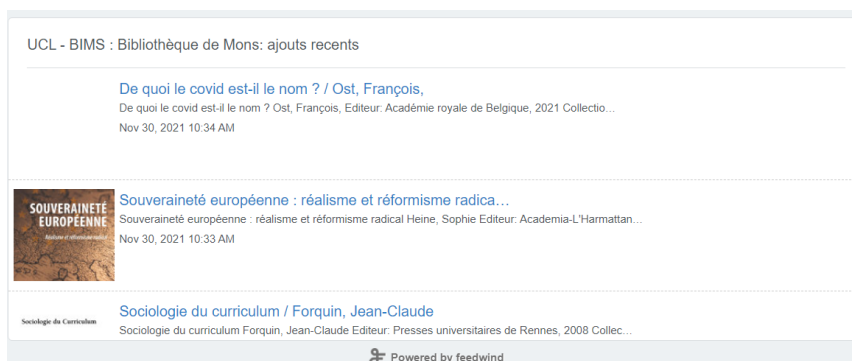 UCL - BIMS : Bibliothèque de Mons: ajouts recents
De quoi le covid est-il le nom ? / Ost, François,
De quoi le covid est-il le nom ? Ost, François, Editeur: Académie royale de Belgique, 2021 Collectio...
Nov 30, 2021 10:34 AM
SOUVERAINETÉ
EUROPÉENNE
Réalisme et réformisme radical
Souveraineté européenne : réalisme et réformisme radica...
Souveraineté européenne : réalisme et réformisme radical Heine, Sophie Editeur: Academia-L'Harmattan...
Nov 30, 2021 10:33 AM
Sociologie du Curriculum
Sociologie du curriculum / Forquin, Jean-Claude
Sociologie du curriculum Forquin, Jean-Claude Editeur: Presses universitaires de Rennes, 2008 Collec...
Powered by feedwind